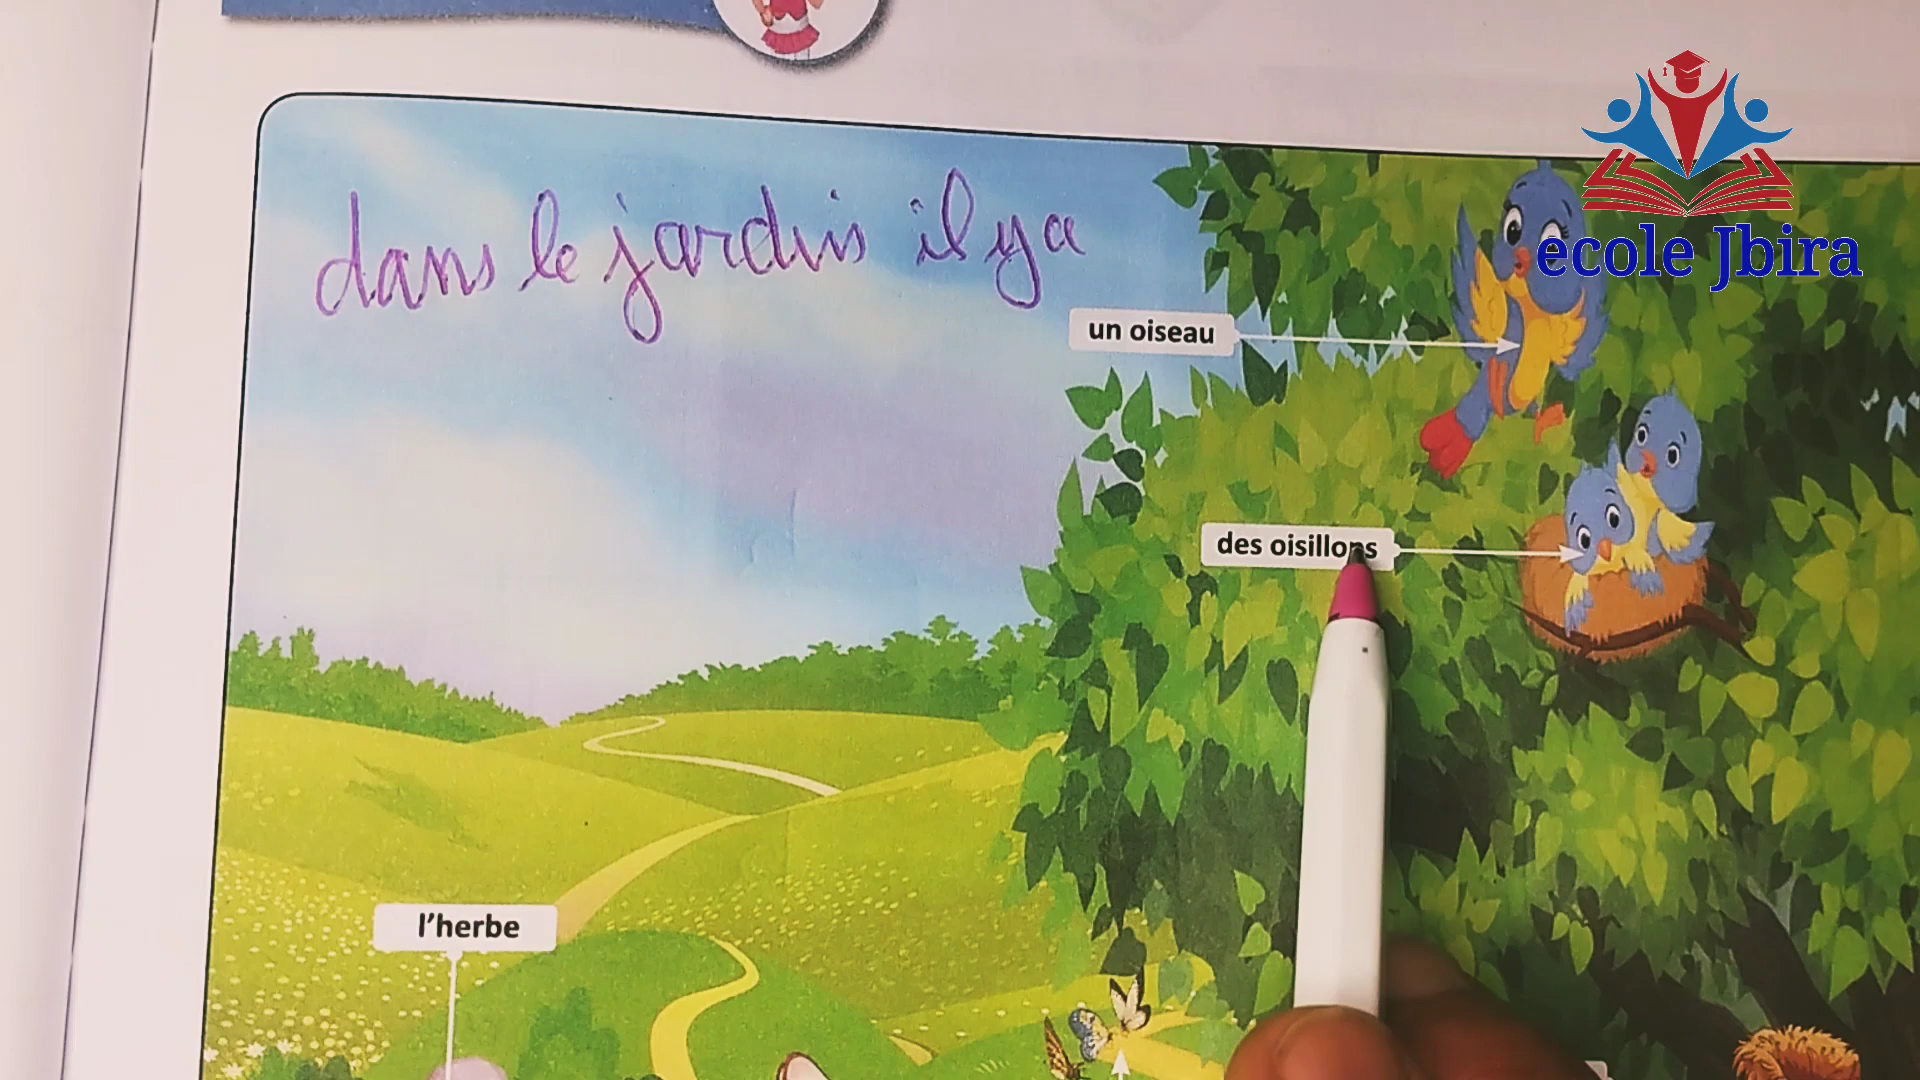 ecole Jbira
dans le jardin il y a
un oiseau
des oisillons
l'herbe